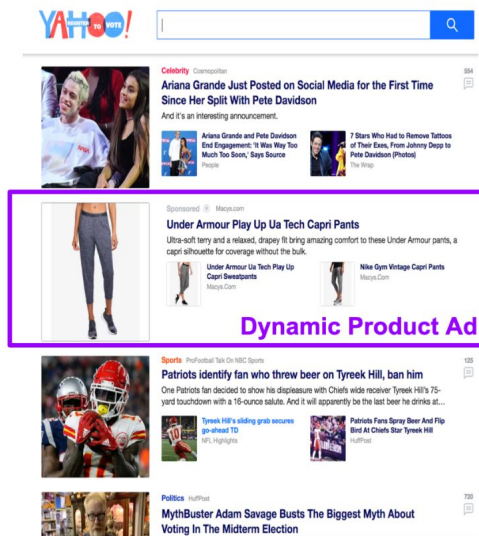 YAHOO!
REGISTER TO VOTE
Celebrity Cosmopolitan
554
Ariana Grande Just Posted on Social Media for the First Time
Since Her Split With Pete Davidson
And it's an interesting announcement.
Ariana Grande and Pete Davidson
End Engagement: 'It Was Way Too
Much Too Soon,' Says Source
People
7 Stars Who Had to Remove Tattoos
of Their Exes, From Johnny Depp to
Pete Davidson (Photos)
The Wrap
Sponsored Macys.com
Under Armour Play Up Ua Tech Capri Pants
Ultra-soft terry and a relaxed, drapey fit bring amazing comfort to these Under Armour pants, a
capri silhouette for coverage without the bulk.
Under Armour Ua Tech Play Up
Capri Sweatpants
Macys.Com
Nike Gym Vintage Capri Pants
Macys.Com
Dynamic Product Ad
Sports ProFootball Talk On NBC Sports
125
Patriots identify fan who threw beer on Tyreek Hill, ban him
One Patriots fan decided to show his displeasure with Chiefs wide receiver Tyreek Hill's 75-
yard touchdown with a 16-ounce salute. And it will apparently be the last beer he drinks at...
Tyreek Hill's sliding grab secures
go-ahead TD
NFL Highlights
Patriots Fans Spray Beer And Flip
Bird At Chiefs Star Tyreek Hill
HuffPost
Politics HuffPost
720
MythBuster Adam Savage Busts The Biggest Myth About
Voting In The Midterm Election